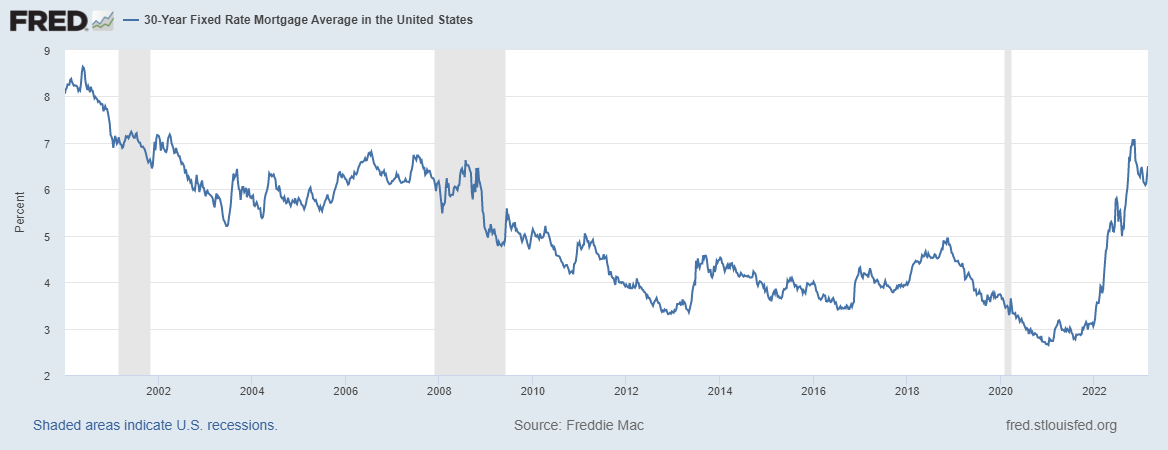 FRED
30-Year Fixed Rate Mortgage Average in the United States
Percent
9
8
7
6
5
4
3
2
2002 2004 2006 2008 2010 2012 2014 2016 2018 2020 2022
Shaded areas indicate U.S. recessions. Source: Freddie Mac fred.stlouisfed.org